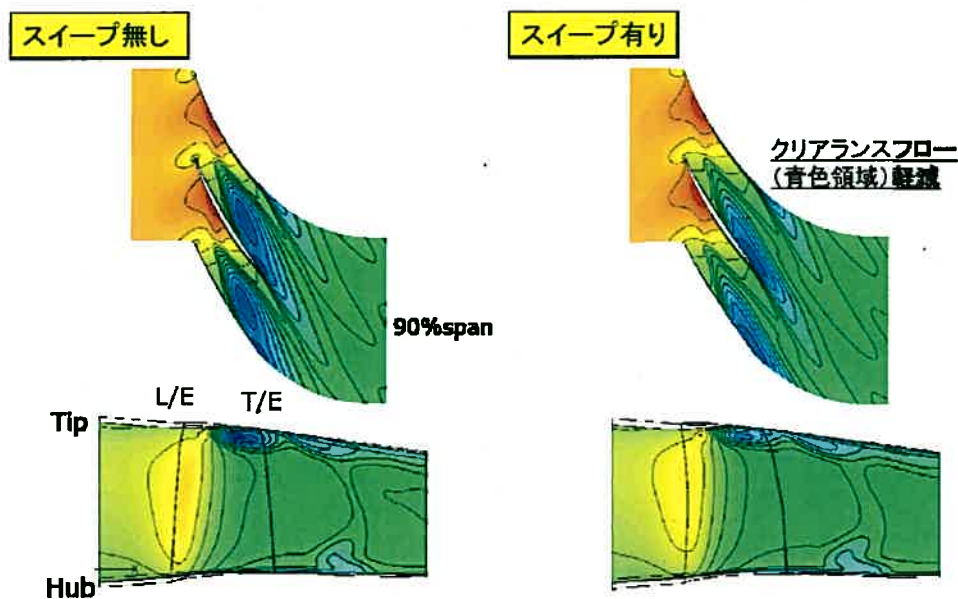 スイープ無し
スイープ有り
クリアランスフロー
(青色領域)軽減
90%span
L/E
T/E
Tip
Hub